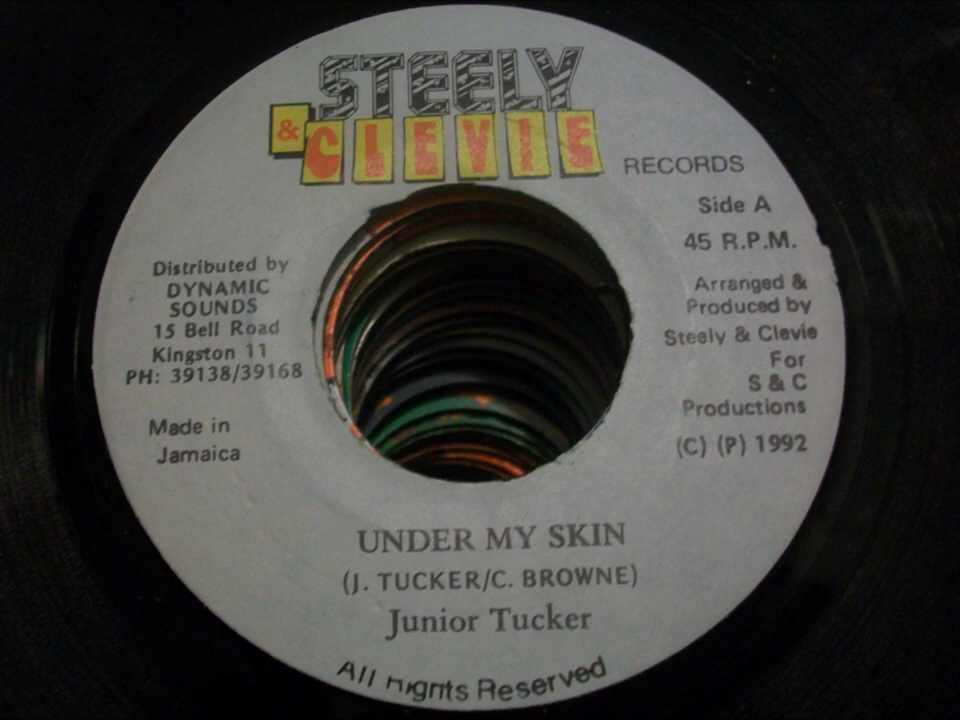 STEELY
& CLEVIE
RECORDS
Side A
45 R.P.M.
Arranged &
Produced by
Steely & Clevie
For
S & C
Productions
(C) (P) 1992
Distributed by
DYNAMIC
SOUNDS
15 Bell Road
Kingston 11
PH: 39138/39168
Made in
Jamaica
UNDER MY SKIN
(J. TUCKER/C. BROWNE)
Junior Tucker
All rights Reserved